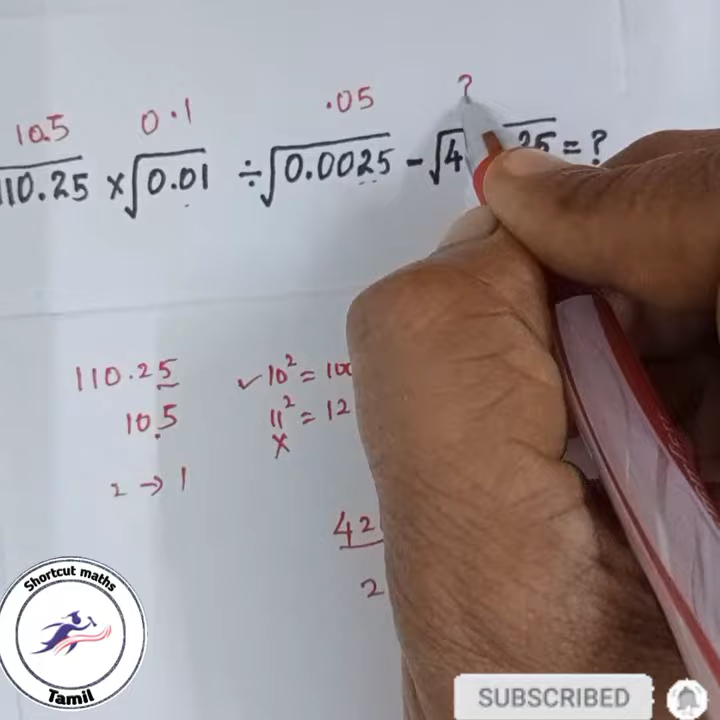 10.5 0.1 .05 ?
√110.25 × √0.01 ÷ √0.0025 - √4 25 = ?
110.25
10.5
2 → 1
✓ 10² = 100
11² = 12
x
42
2
Shortcut maths
Tamil
SUBSCRIBED